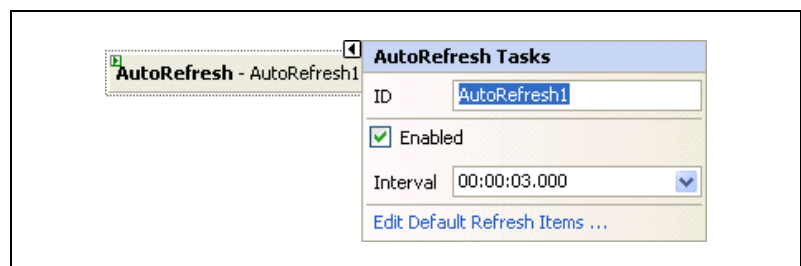 AutoRefresh - AutoRefresh1
AutoRefresh Tasks
ID AutoRefresh1
Enabled
Interval 00:00:03.000
Edit Default Refresh Items ...